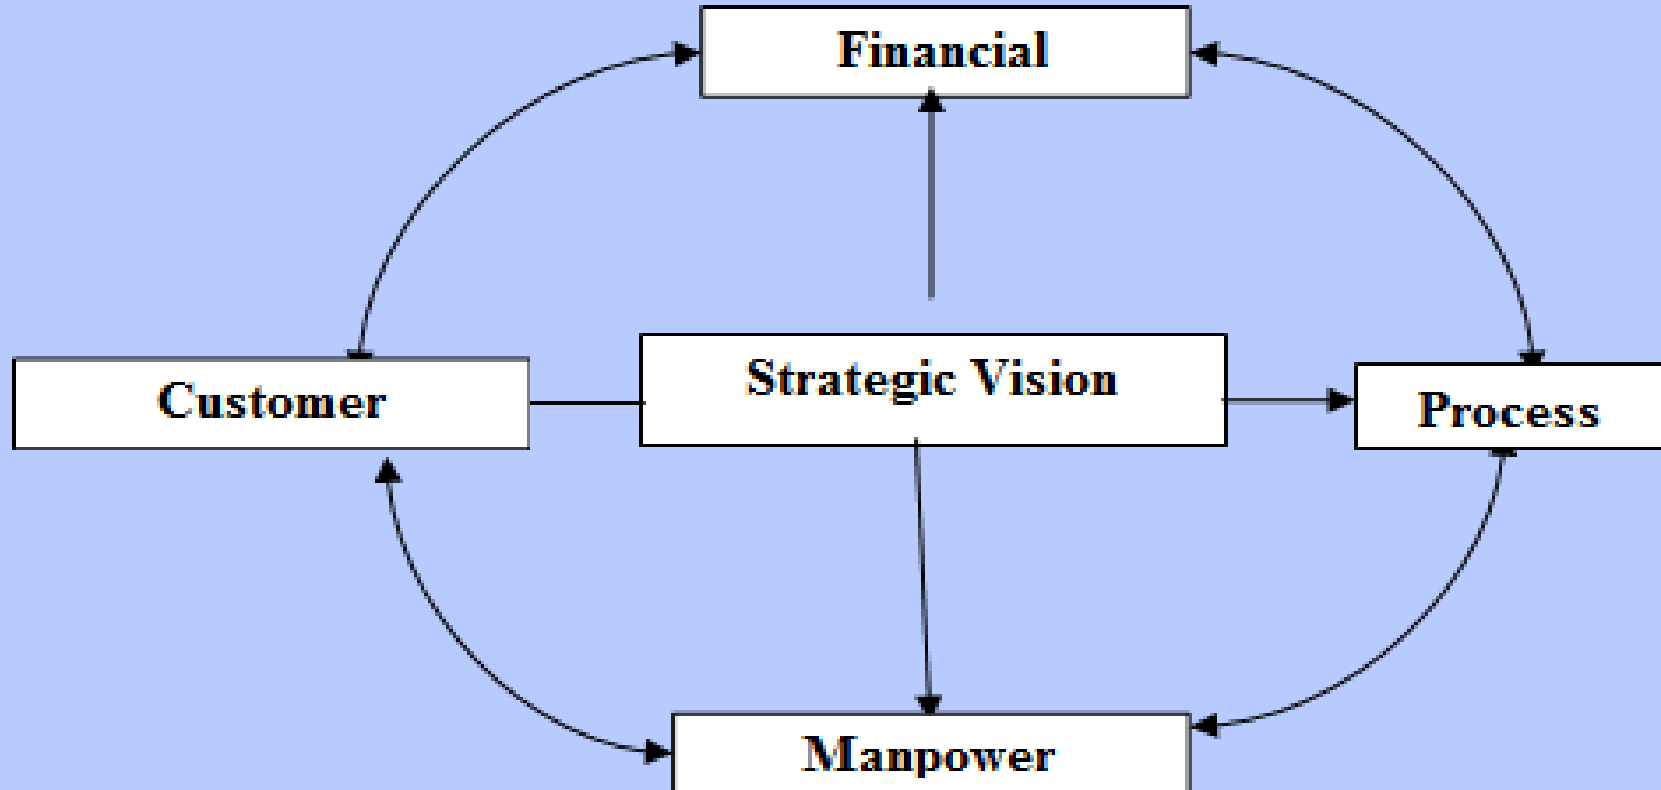 Financial
Strategic Vision
Customer
Process
Manpower